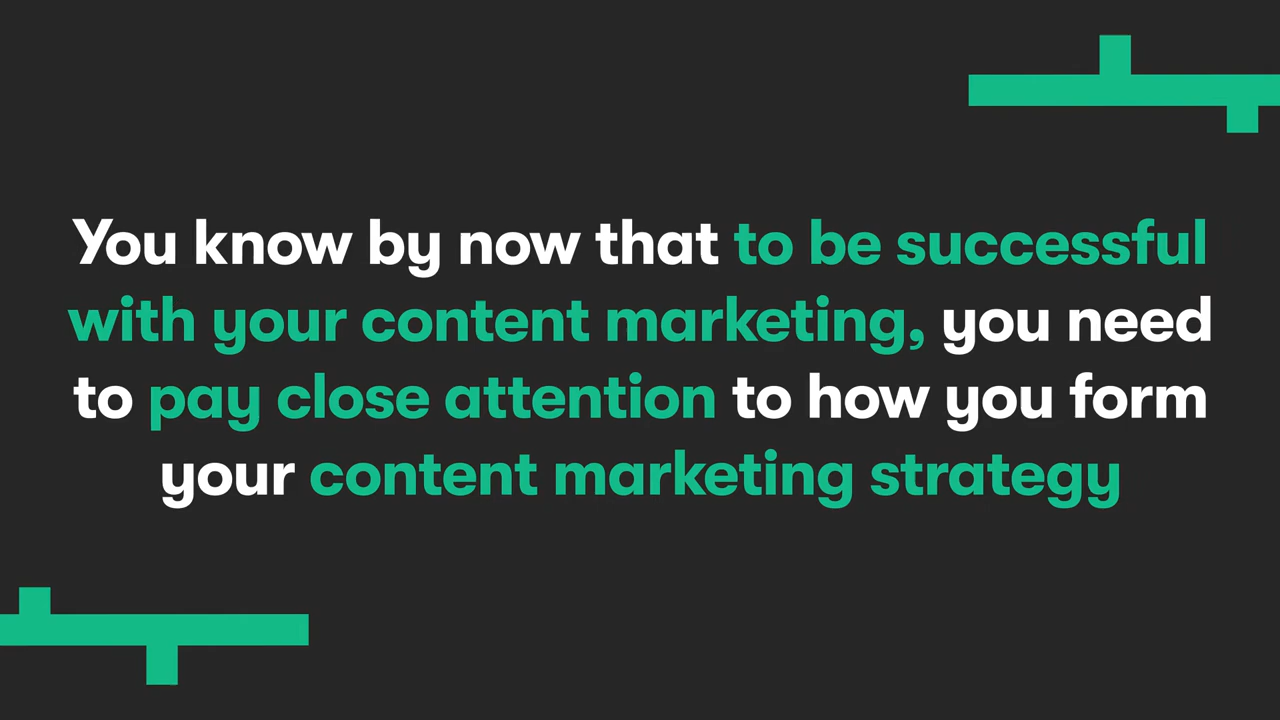 You know by now that to be successful
with your content marketing, you need
to pay close attention to how you form
your content marketing strategy